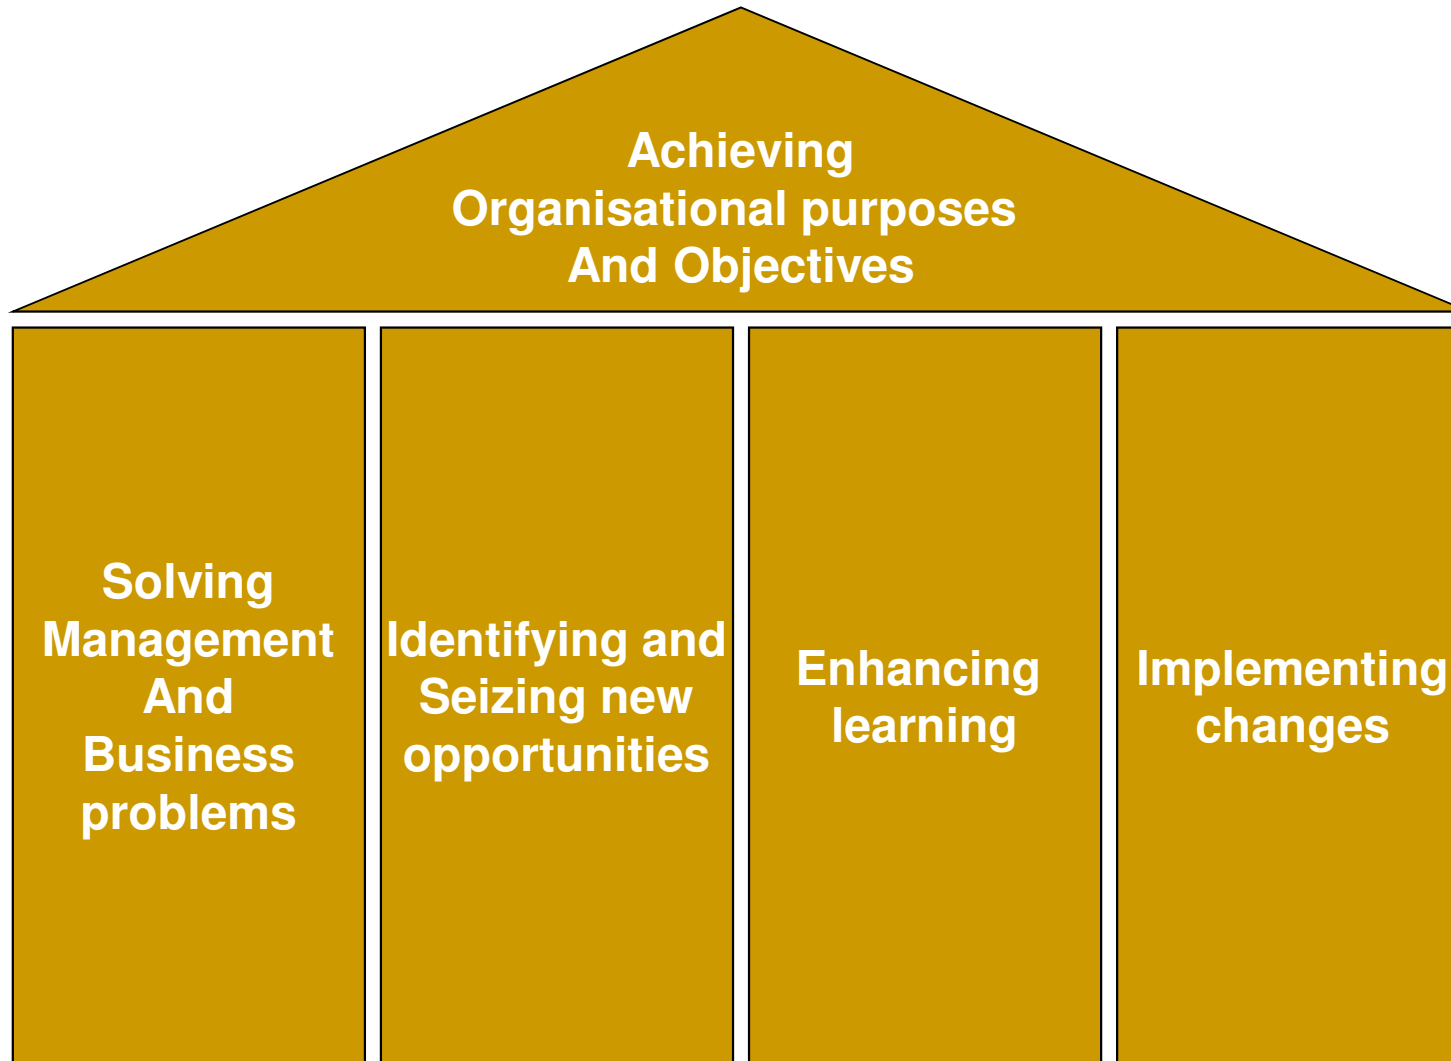 Achieving
Organisational purposes
And Objectives
Solving
Management
And
Business
problems
Identifying and
Seizing new
opportunities
Enhancing
learning
Implementing
changes